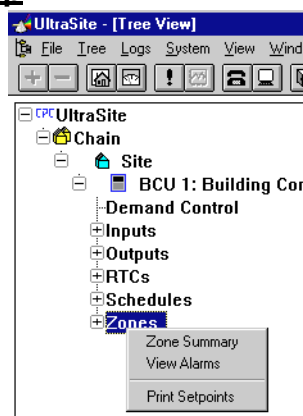 UltraSite - [Tree View]
File Tree Logs System View Wind
CPC UltraSite
Chain
Site
BCU 1: Building Cor
Demand Control
Inputs
Outputs
RTCs
Schedules
Zones
Zone Summary
View Alarms
Print Setpoints